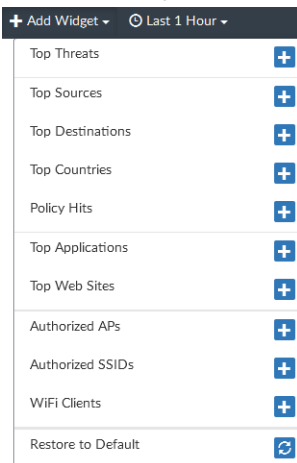 Add Widget Last 1 Hour
Top Threats
Top Sources
Top Destinations
Top Countries
Policy Hits
Top Applications
Top Web Sites
Authorized APs
Authorized SSIDs
WiFi Clients
Restore to Default